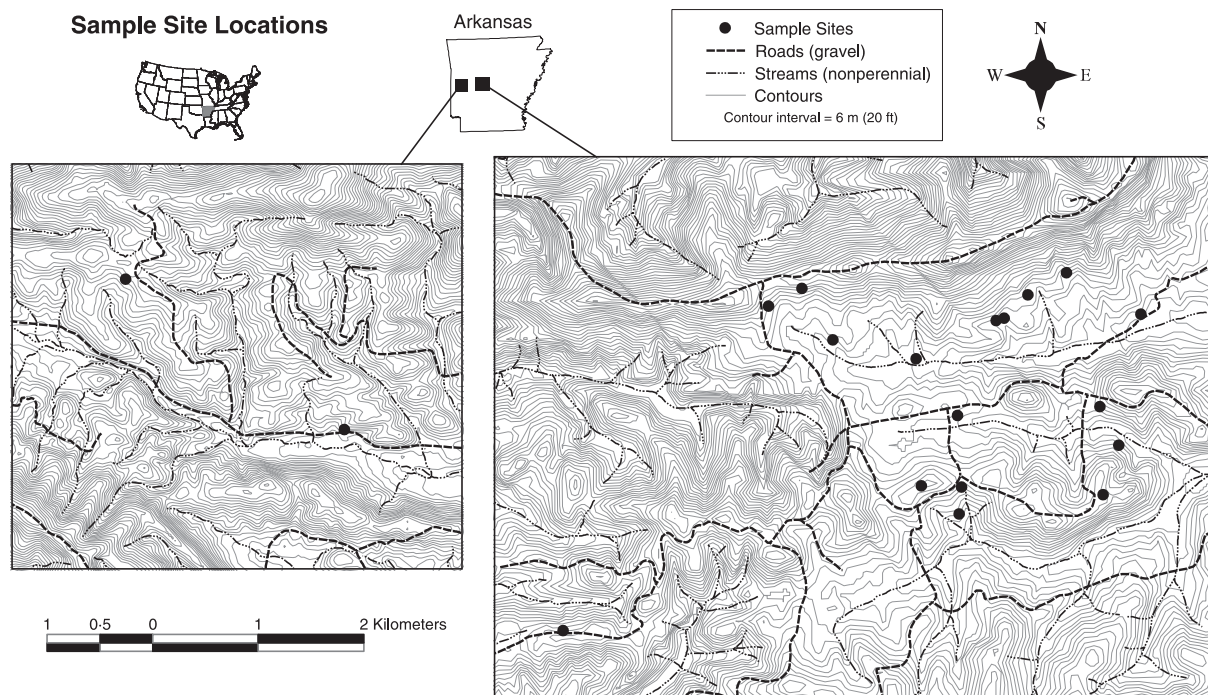 Sample Site Locations
Arkansas
Sample Sites
Roads (gravel)
Streams (nonperennial)
Contours
Contour interval = 6 m (20 ft)
N
W E
S
1 0·5 0 1 2 Kilometers